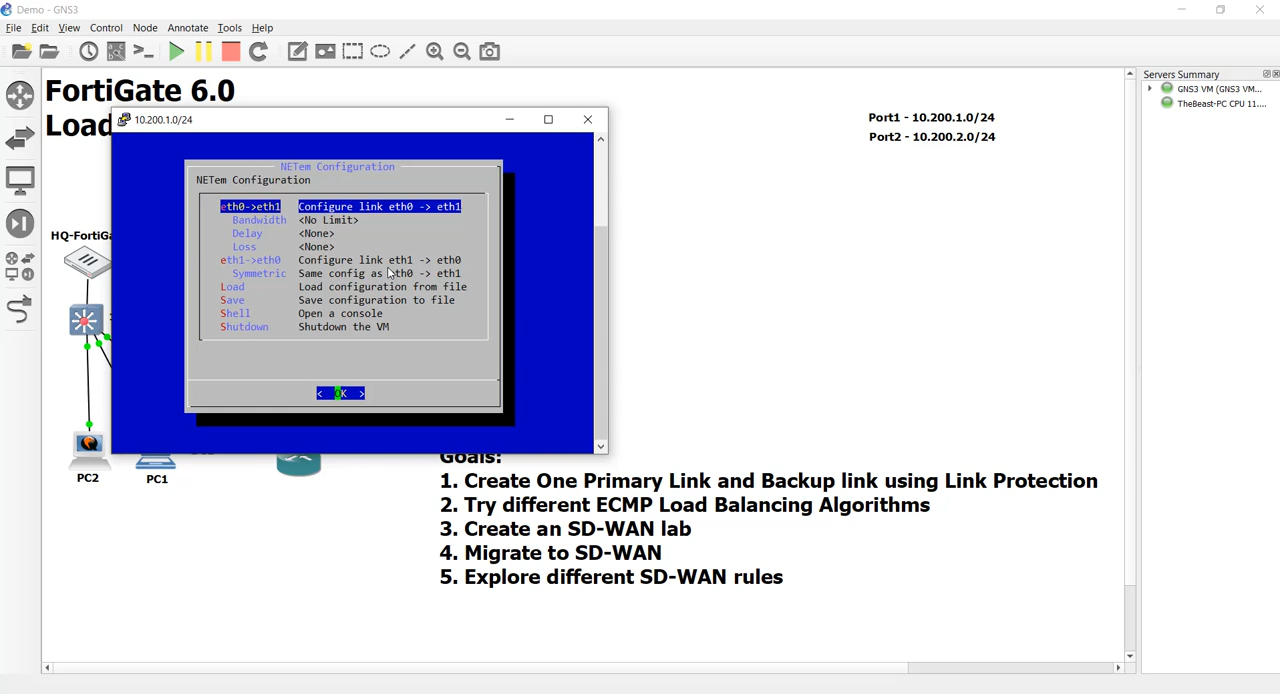 Demo - GNS3
File Edit View Control Node Annotate Tools Help
FortiGate 6.0
Load
10.200.1.0/24
NETem Configuration
NETem Configuration
eth0->eth1 Configure link eth0 -> eth1
Bandwidth <No Limit>
Delay <None>
Loss <None>
eth1->eth0 Configure link eth1 -> eth0
Symmetric Same config as eth0 -> eth1
Load Load configuration from file
Save Save configuration to file
Shell Open a console
Shutdown Shutdown the VM
< OK >
Port1 - 10.200.1.0/24
Port2 - 10.200.2.0/24
Servers Summary
GNS3 VM (GNS3 VM...
TheBeast-PC CPU 11....
HQ-FortiGa
PC2
PC1
Goals:
1. Create One Primary Link and Backup link using Link Protection
2. Try different ECMP Load Balancing Algorithms
3. Create an SD-WAN lab
4. Migrate to SD-WAN
5. Explore different SD-WAN rules